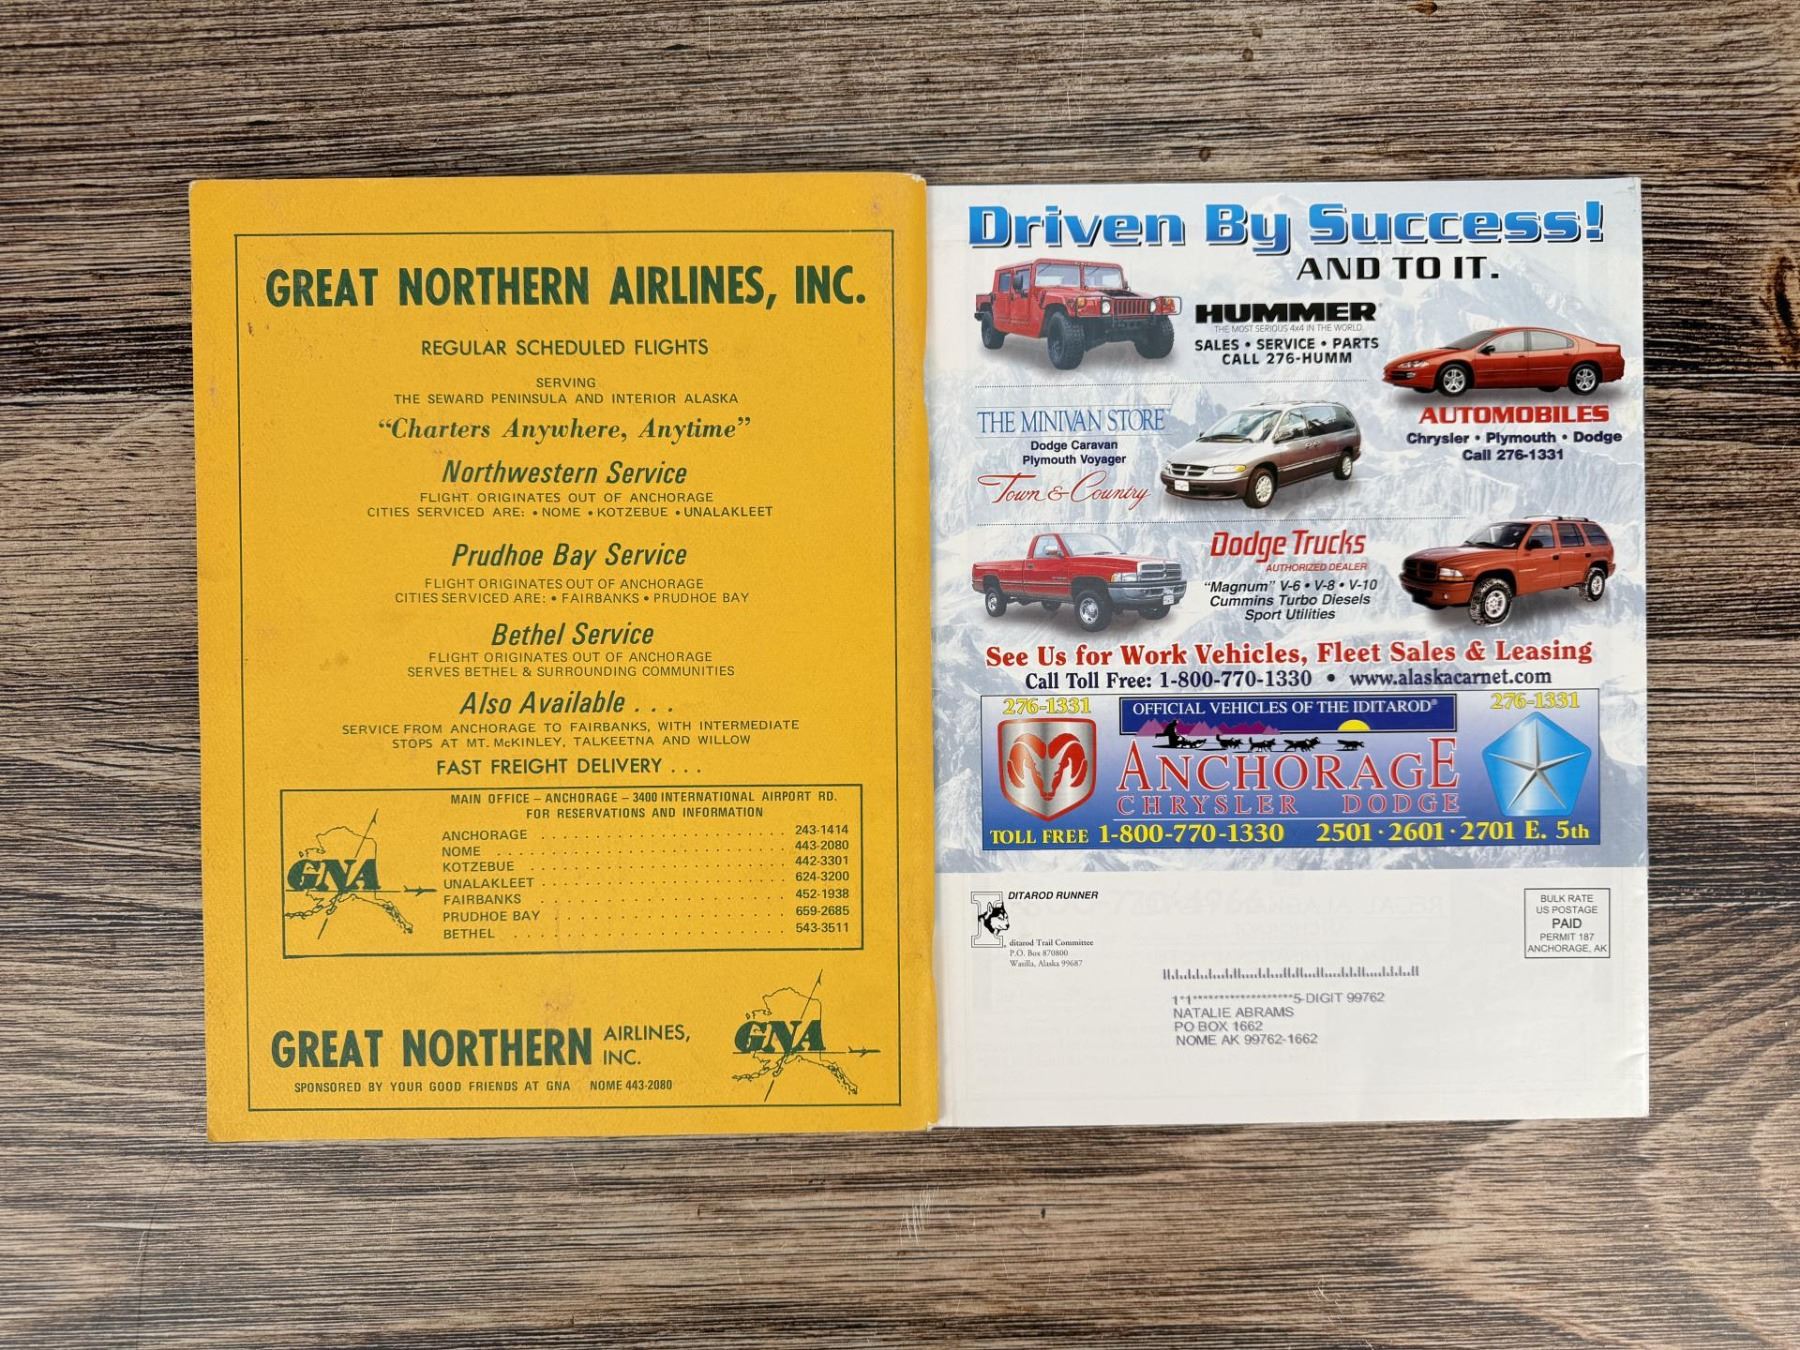 GREAT NORTHERN AIRLINES, INC.
REGULAR SCHEDULED FLIGHTS
SERVING
THE SEWARD PENINSULA AND INTERIOR ALASKA
“Charters Anywhere, Anytime”
Northwestern Service
FLIGHT ORIGINATES OUT OF ANCHORAGE
CITIES SERVICED ARE: • NOME • KOTZEBUE • UNALAKLEET
Prudhoe Bay Service
FLIGHT ORIGINATES OUT OF ANCHORAGE
CITIES SERVICED ARE: • FAIRBANKS • PRUDHOE BAY
Bethel Service
FLIGHT ORIGINATES OUT OF ANCHORAGE
SERVES BETHEL & SURROUNDING COMMUNITIES
Also Available . . .
SERVICE FROM ANCHORAGE TO FAIRBANKS, WITH INTERMEDIATE
STOPS AT MT. McKINLEY, TALKEETNA AND WILLOW
FAST FREIGHT DELIVERY . . .
MAIN OFFICE – ANCHORAGE – 3400 INTERNATIONAL AIRPORT RD.
FOR RESERVATIONS AND INFORMATION
GNA
ANCHORAGE . . . . . . . . . . 243-1414
NOME . . . . . . . . . . 443-2080
KOTZEBUE . . . . . . . . . . 442-3301
UNALAKLEET . . . . . . . . . . 624-3200
FAIRBANKS . . . . . . . . . . 452-1938
PRUDHOE BAY . . . . . . . . . . 659-2685
BETHEL . . . . . . . . . . 543-3511
GREAT NORTHERN AIRLINES, INC.
SPONSORED BY YOUR GOOD FRIENDS AT GNA NOME 443-2080
GNA
Driven By Success!
AND TO IT.
HUMMER®
THE MOST SERIOUS 4x4 IN THE WORLD.
SALES • SERVICE • PARTS
CALL 276-HUMM
AUTOMOBILES
Chrysler • Plymouth • Dodge
Call 276-1331
THE MINIVAN STORE
Dodge Caravan
Plymouth Voyager
Town & Country
Dodge Trucks
AUTHORIZED DEALER
“Magnum” V-6 • V-8 • V-10
Cummins Turbo Diesels
Sport Utilities
See Us for Work Vehicles, Fleet Sales & Leasing
Call Toll Free: 1-800-770-1330 • www.alaskacarnet.com
276-1331
OFFICIAL VEHICLES OF THE IDITAROD®
276-1331
ANCHORAGE
CHRYSLER DODGE
TOLL FREE 1-800-770-1330 2501 · 2601 · 2701 E. 5th
IDITAROD RUNNER
Iditarod Trail Committee
P.O. Box 870800
Wasilla, Alaska 99687
BULK RATE
US POSTAGE
PAID
PERMIT 187
ANCHORAGE, AK
1*1********************5-DIGIT 99762
NATALIE ABRAMS
PO BOX 1662
NOME AK 99762-1662